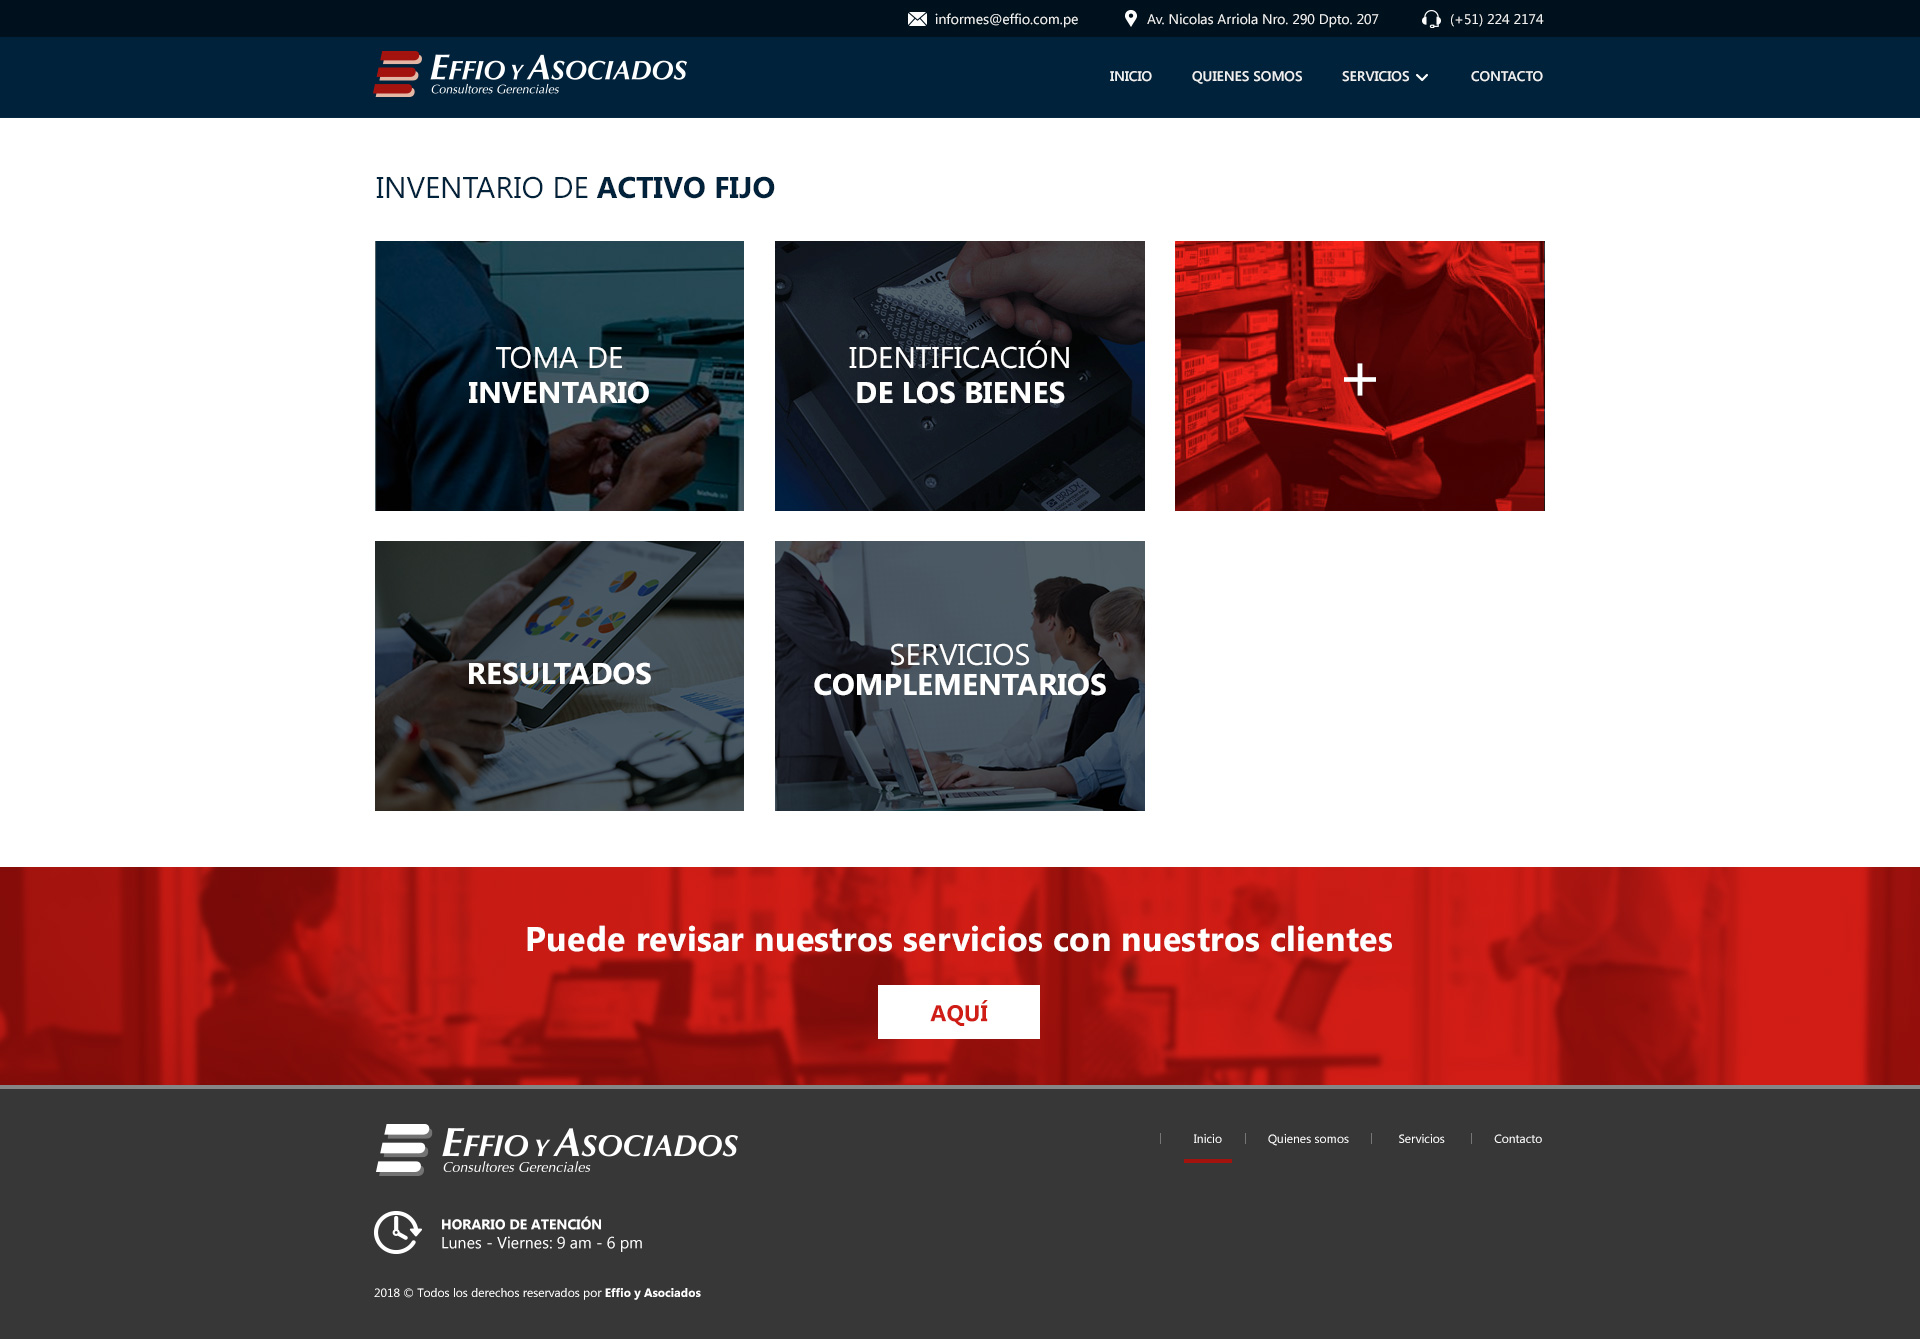 informes@effio.com.pe
Av. Nicolas Arriola Nro. 290 Dpto. 207
(+51) 224 2174
EFFIO Y ASOCIADOS
Consultores Gerenciales
INICIO
QUIENES SOMOS
SERVICIOS
CONTACTO
INVENTARIO DE ACTIVO FIJO
TOMA DE
INVENTARIO
IDENTIFICACIÓN
DE LOS BIENES
+
RESULTADOS
SERVICIOS
COMPLEMENTARIOS
Puede revisar nuestros servicios con nuestros clientes
AQUÍ
EFFIO Y ASOCIADOS
Consultores Gerenciales
Inicio
Quienes somos
Servicios
Contacto
HORARIO DE ATENCIÓN
Lunes - Viernes: 9 am - 6 pm
2018 © Todos los derechos reservados por Effio y Asociados